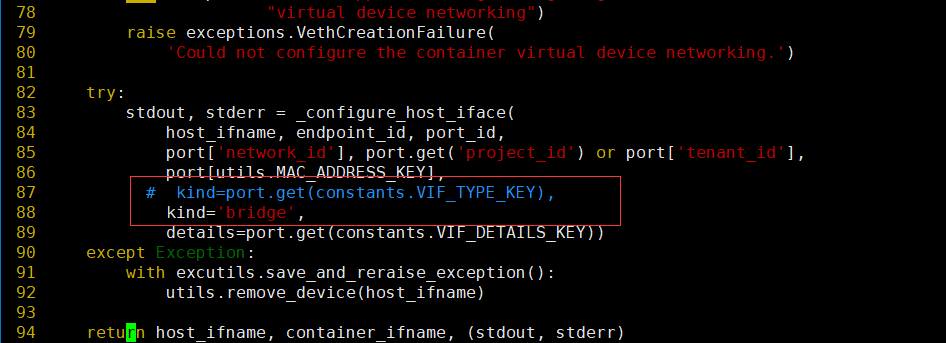 78                         "virtual device networking")
79           raise exceptions.VethCreationFailure(
80               'Could not configure the container virtual device networking.')
81
82       try:
83           stdout, stderr = _configure_host_iface(
84               host_ifname, endpoint_id, port_id,
85               port['network_id'], port.get('project_id') or port['tenant_id'],
86               port[utils.MAC_ADDRESS_KEY],
87             #  kind=port.get(constants.VIF_TYPE_KEY),
88               kind='bridge',
89               details=port.get(constants.VIF_DETAILS_KEY))
90       except Exception:
91           with excutils.save_and_reraise_exception():
92               utils.remove_device(host_ifname)
93
94       return host_ifname, container_ifname, (stdout, stderr)